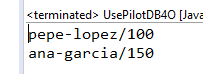 <terminated> UsePilotDB4O [Java
pepe-lopez/100
ana-garcia/150